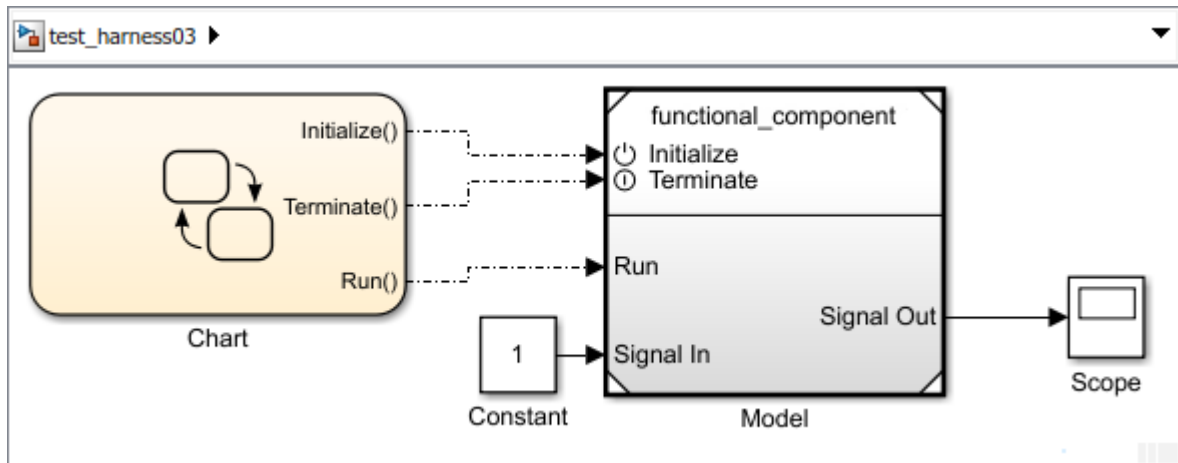 test_harness03
Initialize()
Terminate()
Run()
Chart
functional_component
Initialize
Terminate
Run
Signal In
Signal Out
Model
1
Constant
Scope